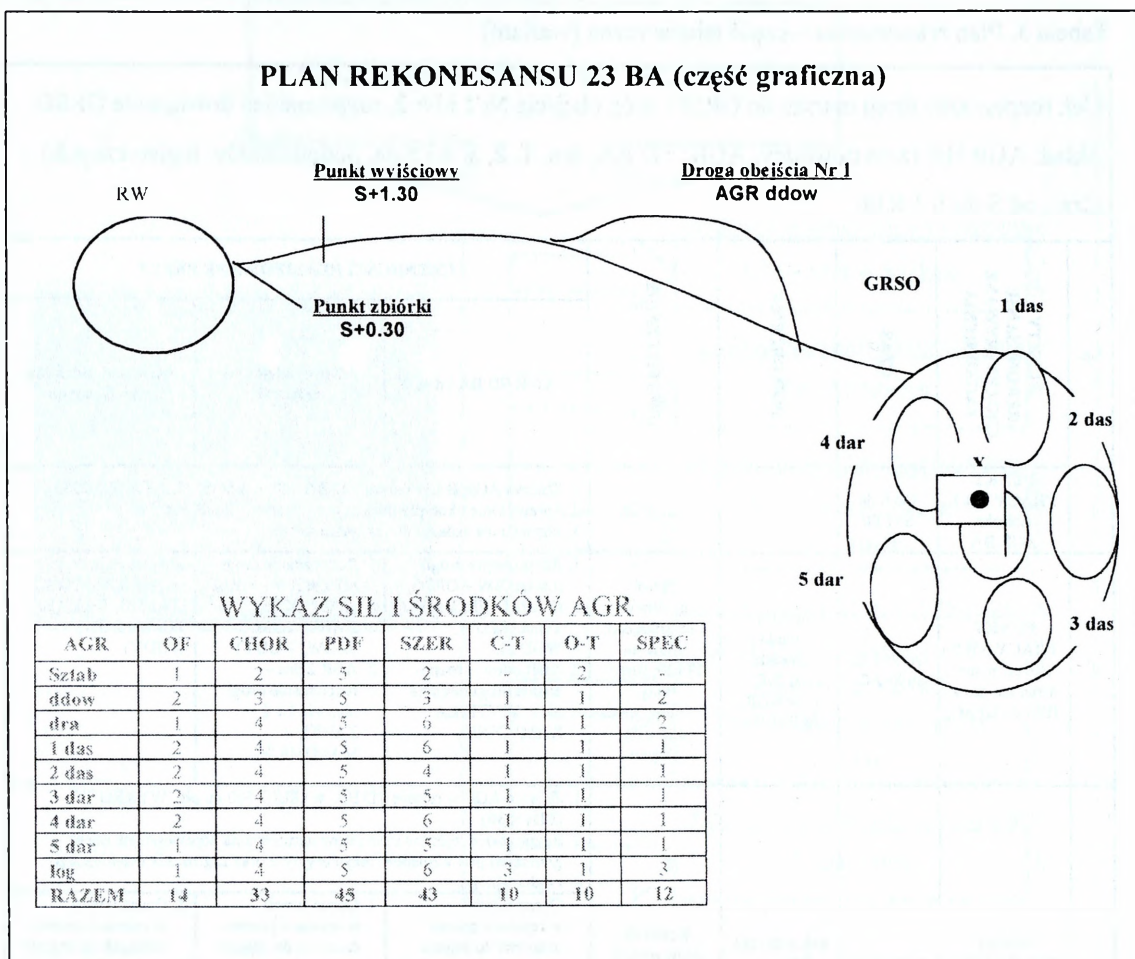 PLAN REKONESANSU 23 BA (część graficzna)
RW
Punkt wyjściowy
S+1.30
Droga obejścia Nr 1
AGR ddow
Punkt zbiórki
S+0.30
GRSO
1 das
2 das
4 dar
5 dar
3 das
WYKAZ SIŁ I ŚRODKÓW AGR
AGR OF CHOR PDF SZER C-T O-T SPEC
Sztab 1 2 5 2 - 2 -
ddow 2 3 5 3 1 1 2
dra 1 4 5 6 1 1 2
1 das 2 4 5 6 1 1 1
2 das 2 4 5 4 1 1 1
3 dar 2 4 5 5 1 1 1
4 dar 2 4 5 6 1 1 1
5 dar 1 4 5 5 1 1 1
log 1 4 5 6 3 1 3
RAZEM 14 33 45 43 10 10 12